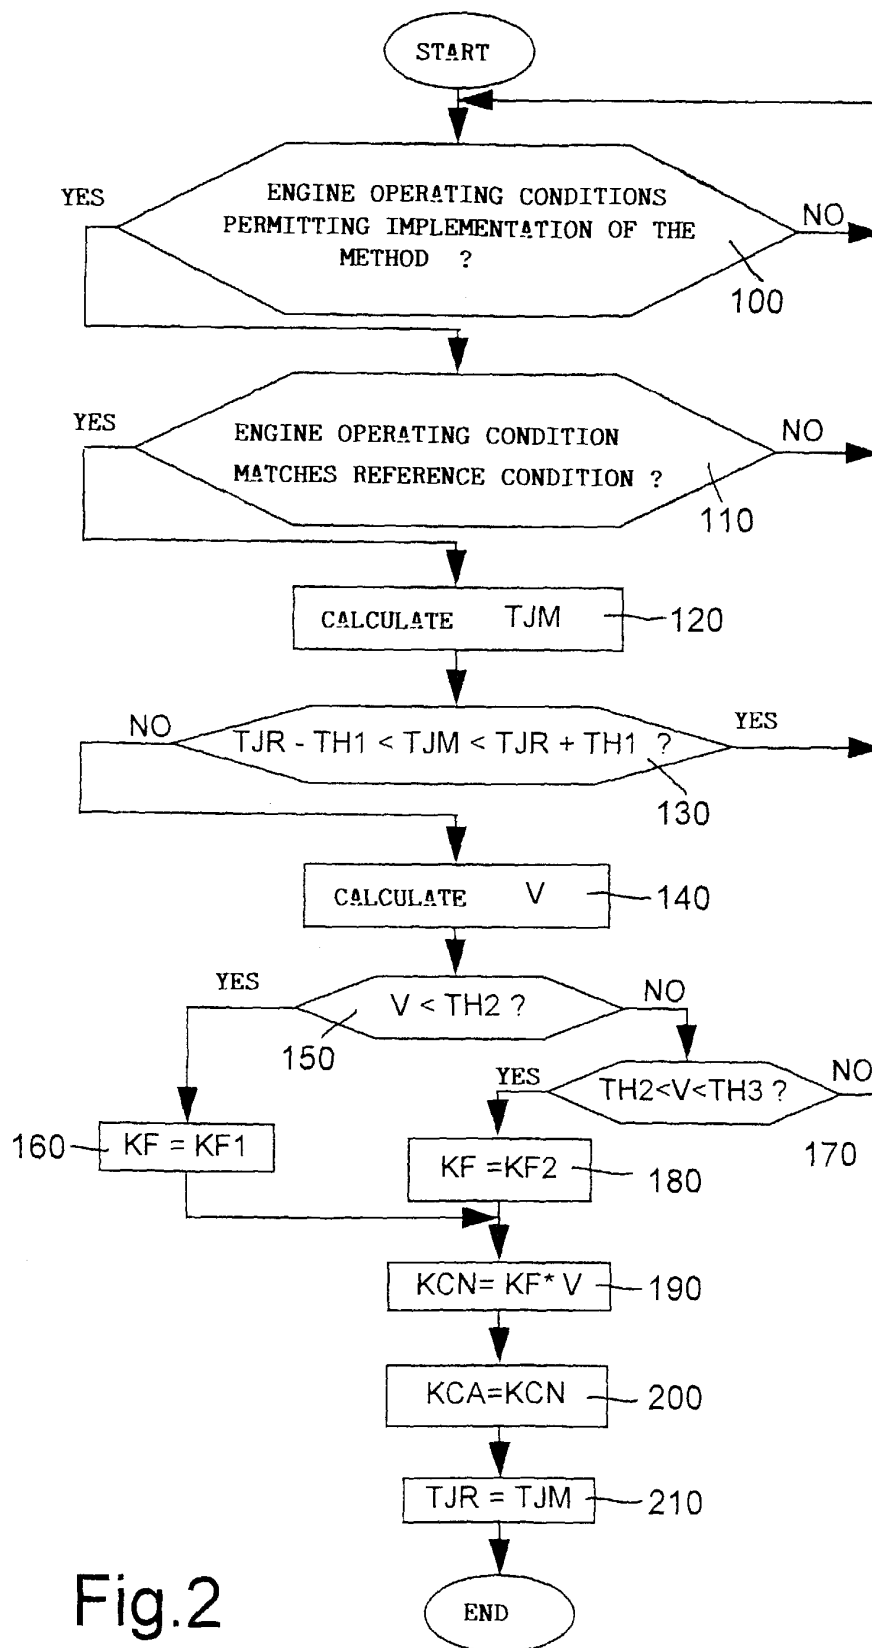 START
YES
ENGINE OPERATING CONDITIONS
PERMITTING IMPLEMENTATION OF THE
METHOD ?
NO
100
YES
ENGINE OPERATING CONDITION
MATCHES REFERENCE CONDITION ?
NO
110
CALCULATE TJM
120
NO
TJR - TH1 < TJM < TJR + TH1 ?
YES
130
CALCULATE V
140
YES
V < TH2 ?
NO
150
YES
TH2<V<TH3 ?
NO
170
160
KF = KF1
KF =KF2
180
KCN= KF* V
190
KCA=KCN
200
TJR = TJM
210
END
Fig.2